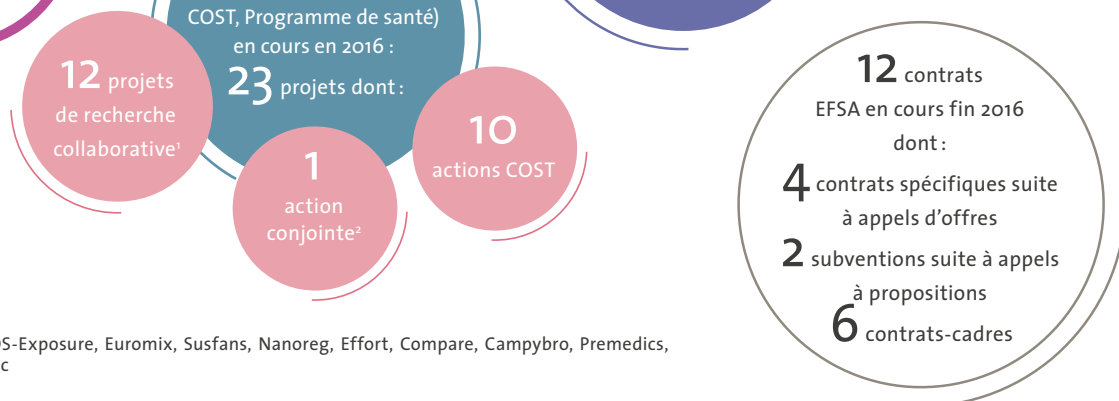 COST, Programme de santé)
en cours en 2016 :
23 projets dont :
12 projets
de recherche
collaborative¹
1
action
conjointe²
10
actions COST
12 contrats
EFSA en cours fin 2016
dont :
4 contrats spécifiques suite
à appels d’offres
2 subventions suite à appels
à propositions
6 contrats-cadres
-Exposure, Euromix, Susfans, Nanoreg, Effort, Compare, Campybro, Premedics,